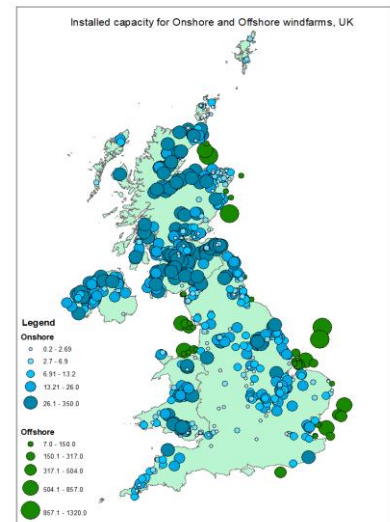 Installed capacity for Onshore and Offshore windfarms, UK
Legend
Onshore
0.2 - 2.69
2.7 - 6.9
6.91 - 13.2
13.21 - 26.0
26.1 - 350.0
Offshore
7.0 - 150.0
150.1 - 317.0
317.1 - 504.0
504.1 - 857.0
857.1 - 1320.0